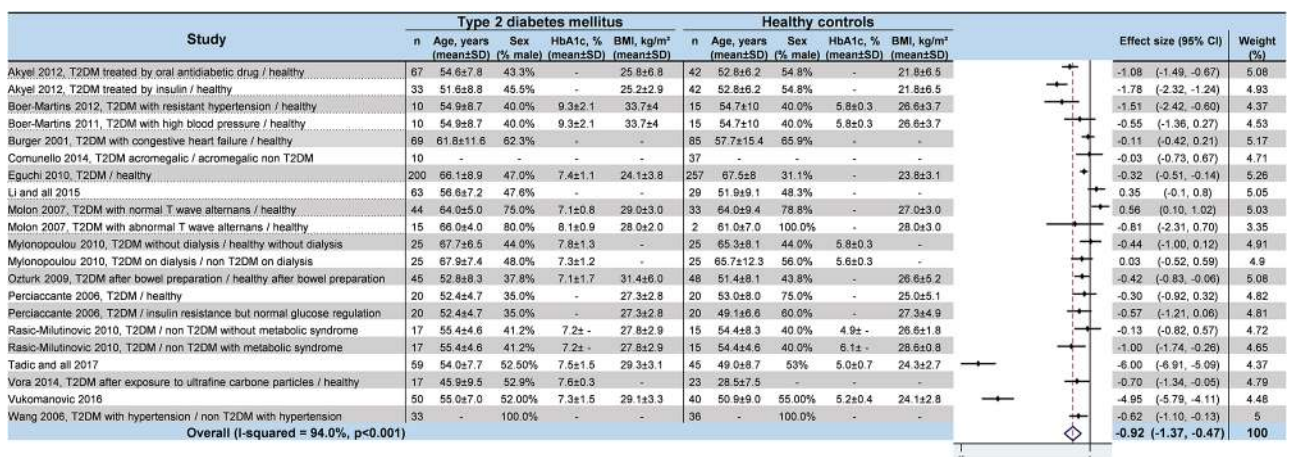 Type 2 diabetes mellitus Healthy controls
Study n Age, years (mean±SD) Sex (% male) HbA1c, % (mean±SD) BMI, kg/m² (mean±SD) n Age, years (mean±SD) Sex (% male) HbA1c, % (mean±SD) BMI, kg/m² (mean±SD) Effect size (95% CI) Weight (%)
Akyel 2012, T2DM treated by oral antidiabetic drug / healthy 67 54.6±7.8 43.3% - 25.8±6.8 42 52.8±6.2 54.8% - 21.8±6.5 -1.08 (-1.49, -0.67) 5.08
Akyel 2012, T2DM treated by insulin / healthy 33 51.6±8.8 45.5% - 25.2±2.9 42 52.8±6.2 54.8% - 21.8±6.5 -1.78 (-2.32, -1.24) 4.93
Boer-Martins 2012, T2DM with resistant hypertension / healthy 10 54.9±8.7 40.0% 9.3±2.1 33.7±4 15 54.7±10 40.0% 5.8±0.3 26.6±3.7 -1.51 (-2.42, -0.60) 4.37
Boer-Martins 2011, T2DM with high blood pressure / healthy 10 54.9±8.7 40.0% 9.3±2.1 33.7±4 15 54.7±10 40.0% 5.8±0.3 26.6±3.7 -0.55 (-1.36, 0.27) 4.53
Burger 2001, T2DM with congestive heart failure / healthy 69 61.8±11.6 62.3% - - 85 57.7±15.4 65.9% - - -0.11 (-0.42, 0.21) 5.17
Comunello 2014, T2DM acromegalic / acromegalic non T2DM 10 - - - - 37 - - - - -0.03 (-0.73, 0.67) 4.71
Eguchi 2010, T2DM / healthy 200 66.1±8.9 47.0% 7.4±1.1 24.1±3.8 257 67.5±8 31.1% - 23.8±3.1 -0.32 (-0.51, -0.14) 5.26
Li and all 2015 63 56.6±7.2 47.6% - - 29 51.9±9.1 48.3% - - 0.35 (-0.1, 0.8) 5.05
Molon 2007, T2DM with normal T wave alternans / healthy 44 64.0±5.0 75.0% 7.1±0.8 29.0±3.0 33 64.0±9.4 78.8% - 27.0±3.0 0.56 (0.10, 1.02) 5.03
Molon 2007, T2DM with abnormal T wave alternans / healthy 15 66.0±4.0 80.0% 8.1±0.9 28.0±2.0 2 61.0±7.0 100.0% - 28.0±3.0 -0.81 (-2.31, 0.70) 3.35
Mylonopoulou 2010, T2DM without dialysis / healthy without dialysis 25 67.7±6.5 44.0% 7.8±1.3 - 25 65.3±8.1 44.0% 5.8±0.3 - -0.44 (-1.00, 0.12) 4.91
Mylonopoulou 2010, T2DM on dialysis / non T2DM on dialysis 25 67.9±7.4 48.0% 7.3±1.2 - 25 65.7±12.3 56.0% 5.6±0.3 - 0.03 (-0.52, 0.59) 4.9
Ozturk 2009, T2DM after bowel preparation / healthy after bowel preparation 45 52.8±8.3 37.8% 7.1±1.7 31.4±6.0 48 51.4±8.1 43.8% - 26.6±5.2 -0.42 (-0.83, -0.06) 5.08
Perciaccante 2006, T2DM / healthy 20 52.4±4.7 35.0% - 27.3±2.8 20 53.0±8.0 75.0% - 25.0±5.1 -0.30 (-0.92, 0.32) 4.82
Perciaccante 2006, T2DM / insulin resistance but normal glucose regulation 20 52.4±4.7 35.0% - 27.3±2.8 20 49.1±6.6 60.0% - 27.3±4.9 -0.57 (-1.21, 0.06) 4.81
Rasic-Milutinovic 2010, T2DM / non T2DM without metabolic syndrome 17 55.4±4.6 41.2% 7.2± - 27.8±2.9 15 54.4±8.3 40.0% 4.9± - 26.6±1.8 -0.13 (-0.82, 0.57) 4.72
Rasic-Milutinovic 2010, T2DM / non T2DM with metabolic syndrome 17 55.4±4.6 41.2% 7.2± - 27.8±2.9 15 54.4±4.6 40.0% 6.1± - 28.6±0.8 -1.00 (-1.74, -0.26) 4.65
Tadic and all 2017 59 54.0±7.7 52.50% 7.5±1.5 29.3±3.1 45 49.0±8.7 53% 5.0±0.7 24.3±2.7 -6.00 (-6.91, -5.09) 4.37
Vora 2014, T2DM after exposure to ultrafine carbone particles / healthy 17 45.9±9.5 52.9% 7.6±0.3 - 23 28.5±7.5 - - - -0.70 (-1.34, -0.05) 4.79
Vukomanovic 2016 50 55.0±7.0 52.00% 7.3±1.5 29.1±3.3 40 50.9±9.0 55.00% 5.2±0.4 24.1±2.8 -4.95 (-5.79, -4.11) 4.48
Wang 2006, T2DM with hypertension / non T2DM with hypertension 33 - 100.0% - - 36 - 100.0% - - -0.62 (-1.10, -0.13) 5
Overall (I-squared = 94.0%, p<0.001) -0.92 (-1.37, -0.47) 100